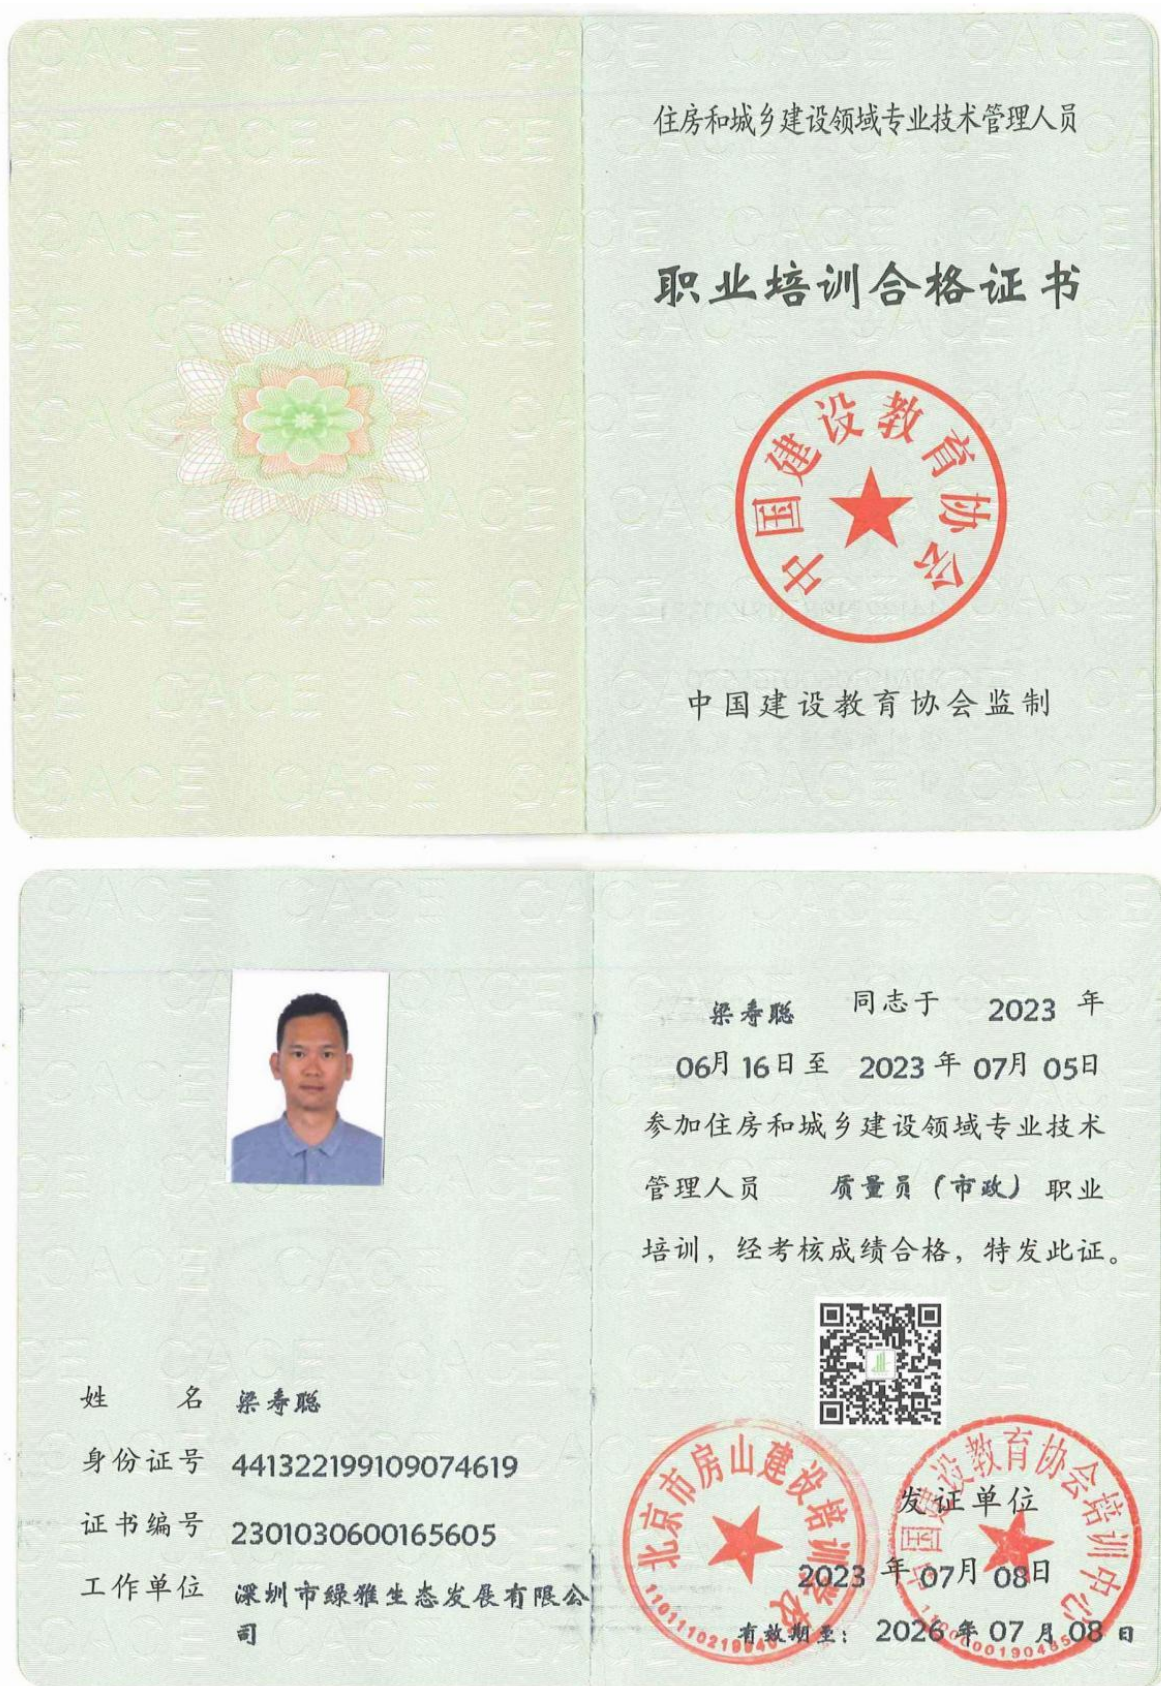 住房和城乡建设领域专业技术管理人员
职业培训合格证书
中国建设教育协会
中国建设教育协会监制
梁寿聪 同志于 2023 年
06月 16日至 2023年 07月 05日
参加住房和城乡建设领域专业技术
管理人员 质量员（市政）职业
培训，经考核成绩合格，特发此证。
姓 名 梁寿聪
身份证号 441322199109074619
证书编号 2301030600165605
工作单位 深圳市绿雅生态发展有限公
司
北京市房山建设培训学校
中国建设教育协会培训中心
发证单位
2023 年 07月 08日
有效期至： 2026 年 07 月 08 日
CACE